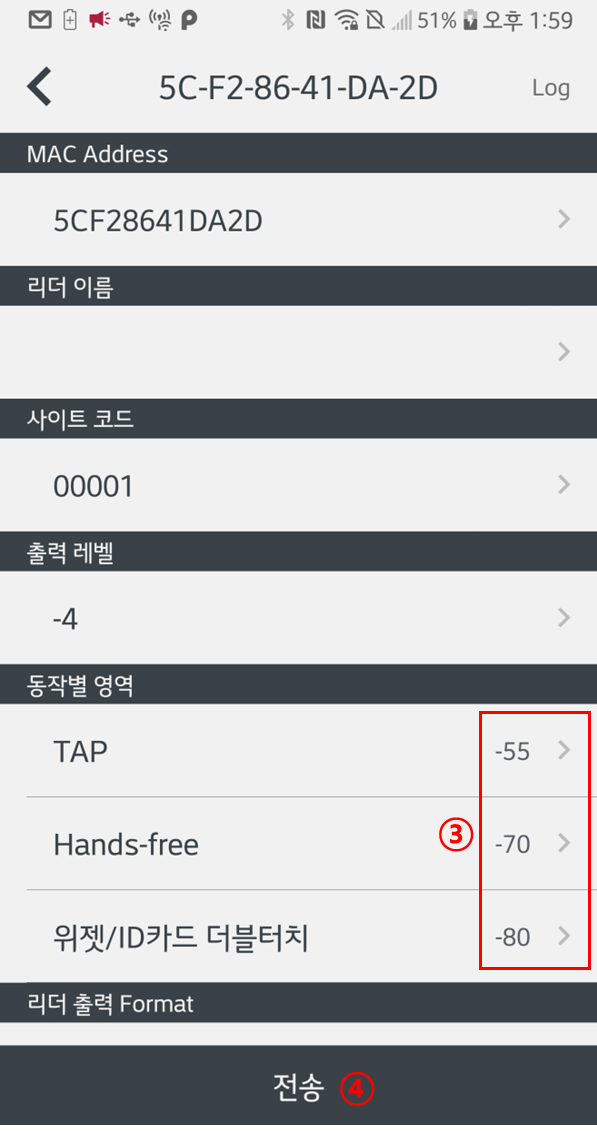 51% 오후 1:59
5C-F2-86-41-DA-2D Log
MAC Address
5CF28641DA2D
리더 이름
사이트 코드
00001
출력 레벨
-4
동작별 영역
TAP -55
③ Hands-free -70
위젯/ID카드 더블터치 -80
리더 출력 Format
전송 ④